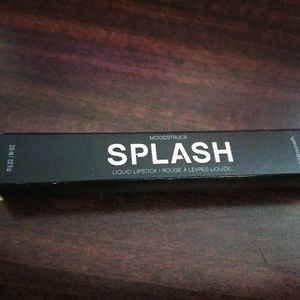 MOODSTRUCK
SPLASH
LIQUID LIPSTICK | ROUGE À LÈVRES LIQUIDE